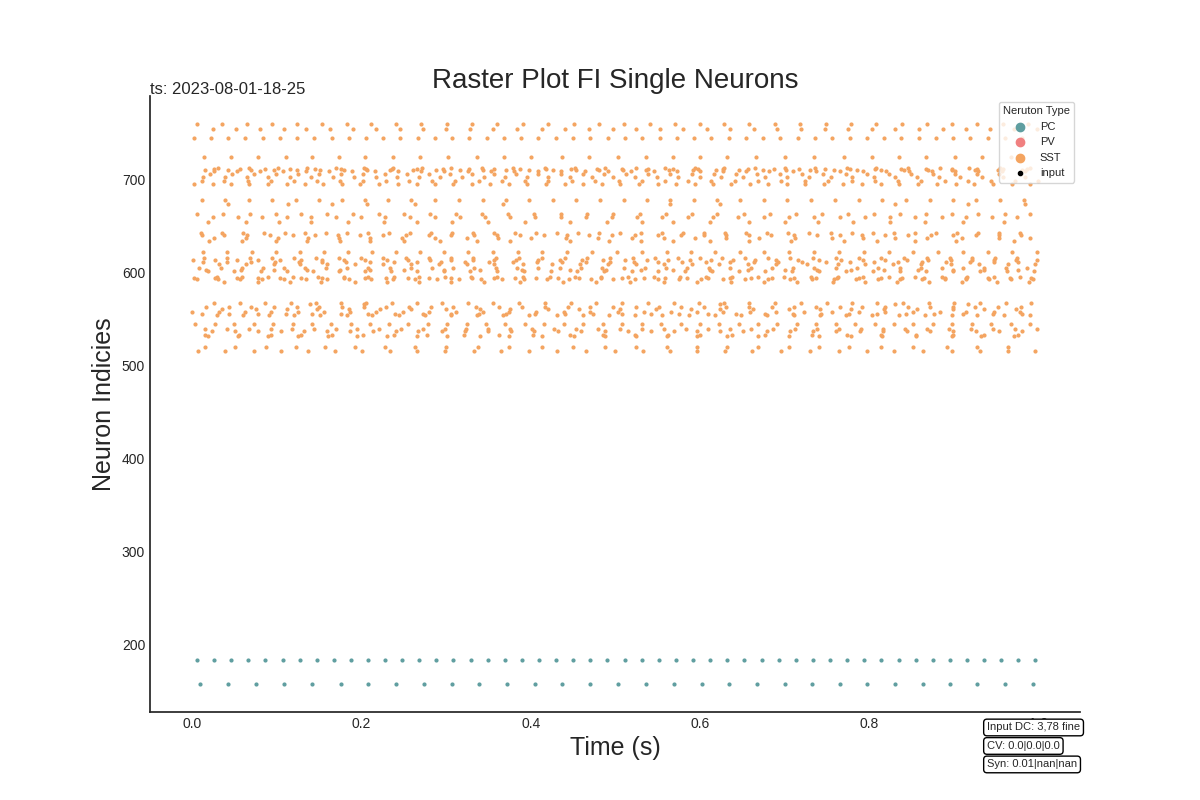 Raster Plot FI Single Neurons
ts: 2023-08-01-18-25
Neruton Type
PC
PV
SST
input
700
600
500
400
300
200
Neuron Indicies
0.0 0.2 0.4 0.6 0.8
Time (s)
Input DC: 3,78 fine
CV: 0.0|0.0|0.0
Syn: 0.01|nan|nan